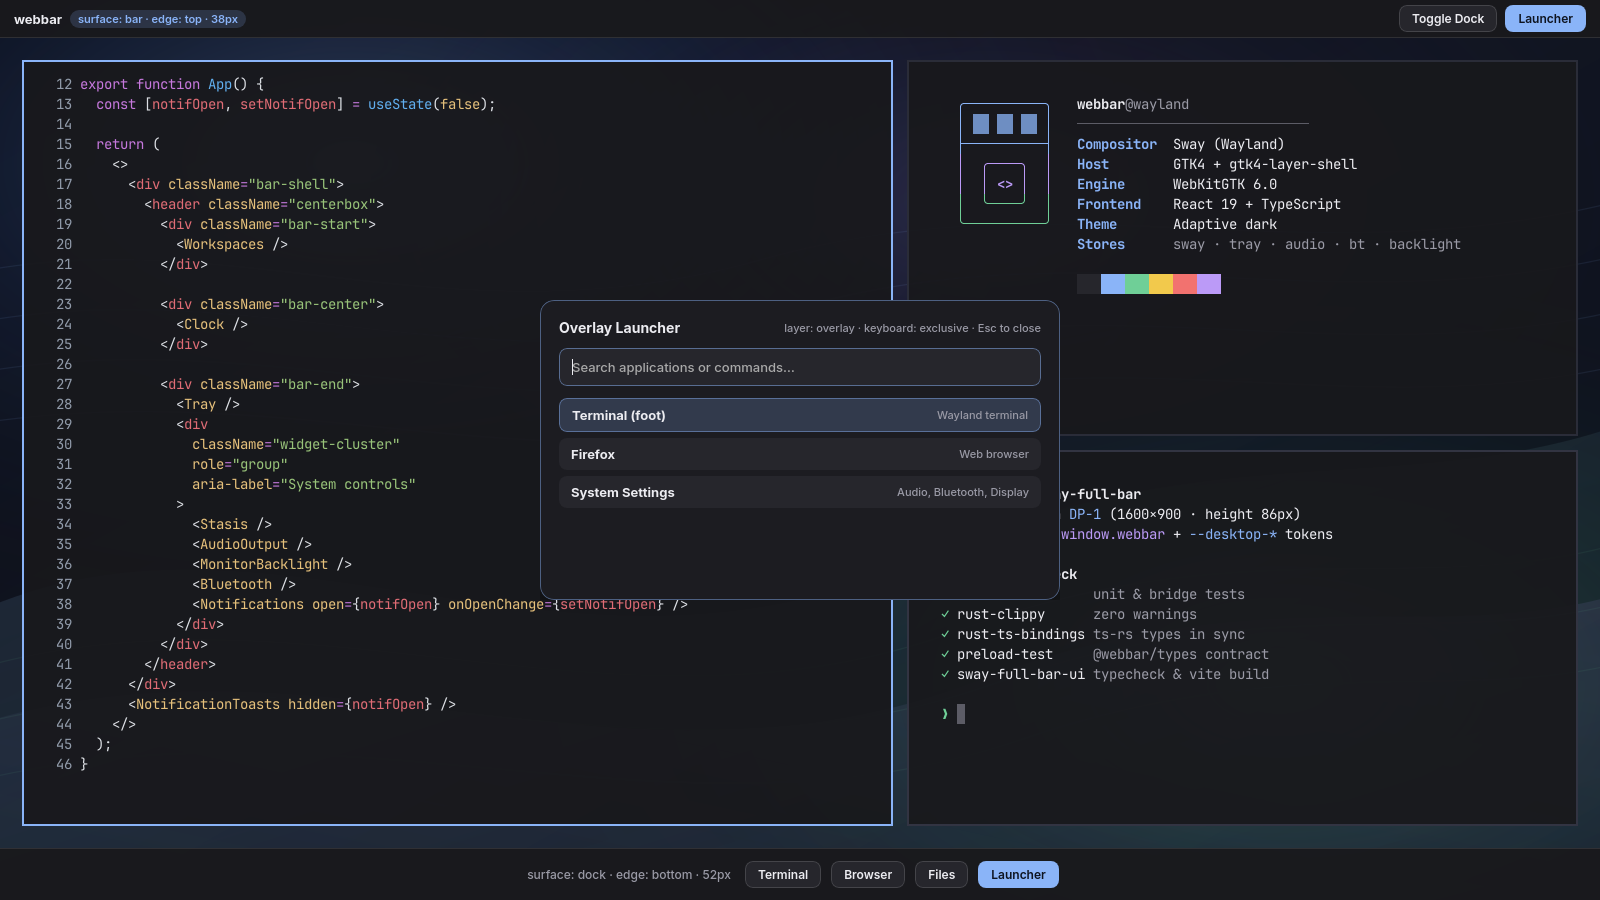 webbar surface: bar · edge: top · 38px Toggle Dock Launcher
12 export function App() {
13   const [notifOpen, setNotifOpen] = useState(false);
14
15   return (
16     <>
17       <div className="bar-shell">
18         <header className="centerbox">
19           <div className="bar-start">
20             <Workspaces />
21           </div>
22
23           <div className="bar-center">
24             <Clock />
25           </div>
26
27           <div className="bar-end">
28             <Tray />
29             <div
30               className="widget-cluster"
31               role="group"
32               aria-label="System controls"
33             >
34               <Stasis />
35               <AudioOutput />
36               <MonitorBacklight />
37               <Bluetooth />
38               <Notifications open={notifOpen} onOpenChange={setNotifOpen} />
39             </div>
40           </div>
41         </header>
42       </div>
43       <NotificationToasts hidden={notifOpen} />
44     </>
45   );
46 }
webbar@wayland
<>
Compositor Sway (Wayland)
Host GTK4 + gtk4-layer-shell
Engine WebKitGTK 6.0
Frontend React 19 + TypeScript
Theme Adaptive dark
Stores sway · tray · audio · bt · backlight
Overlay Launcher layer: overlay · keyboard: exclusive · Esc to close
Search applications or commands...
Terminal (foot) Wayland terminal
Firefox Web browser
System Settings Audio, Bluetooth, Display
y-full-bar
DP-1 (1600×900 · height 86px)
window.webbar + --desktop-* tokens
ck
unit & bridge tests
✓ rust-clippy zero warnings
✓ rust-ts-bindings ts-rs types in sync
✓ preload-test @webbar/types contract
✓ sway-full-bar-ui typecheck & vite build
❯
surface: dock · edge: bottom · 52px Terminal Browser Files Launcher